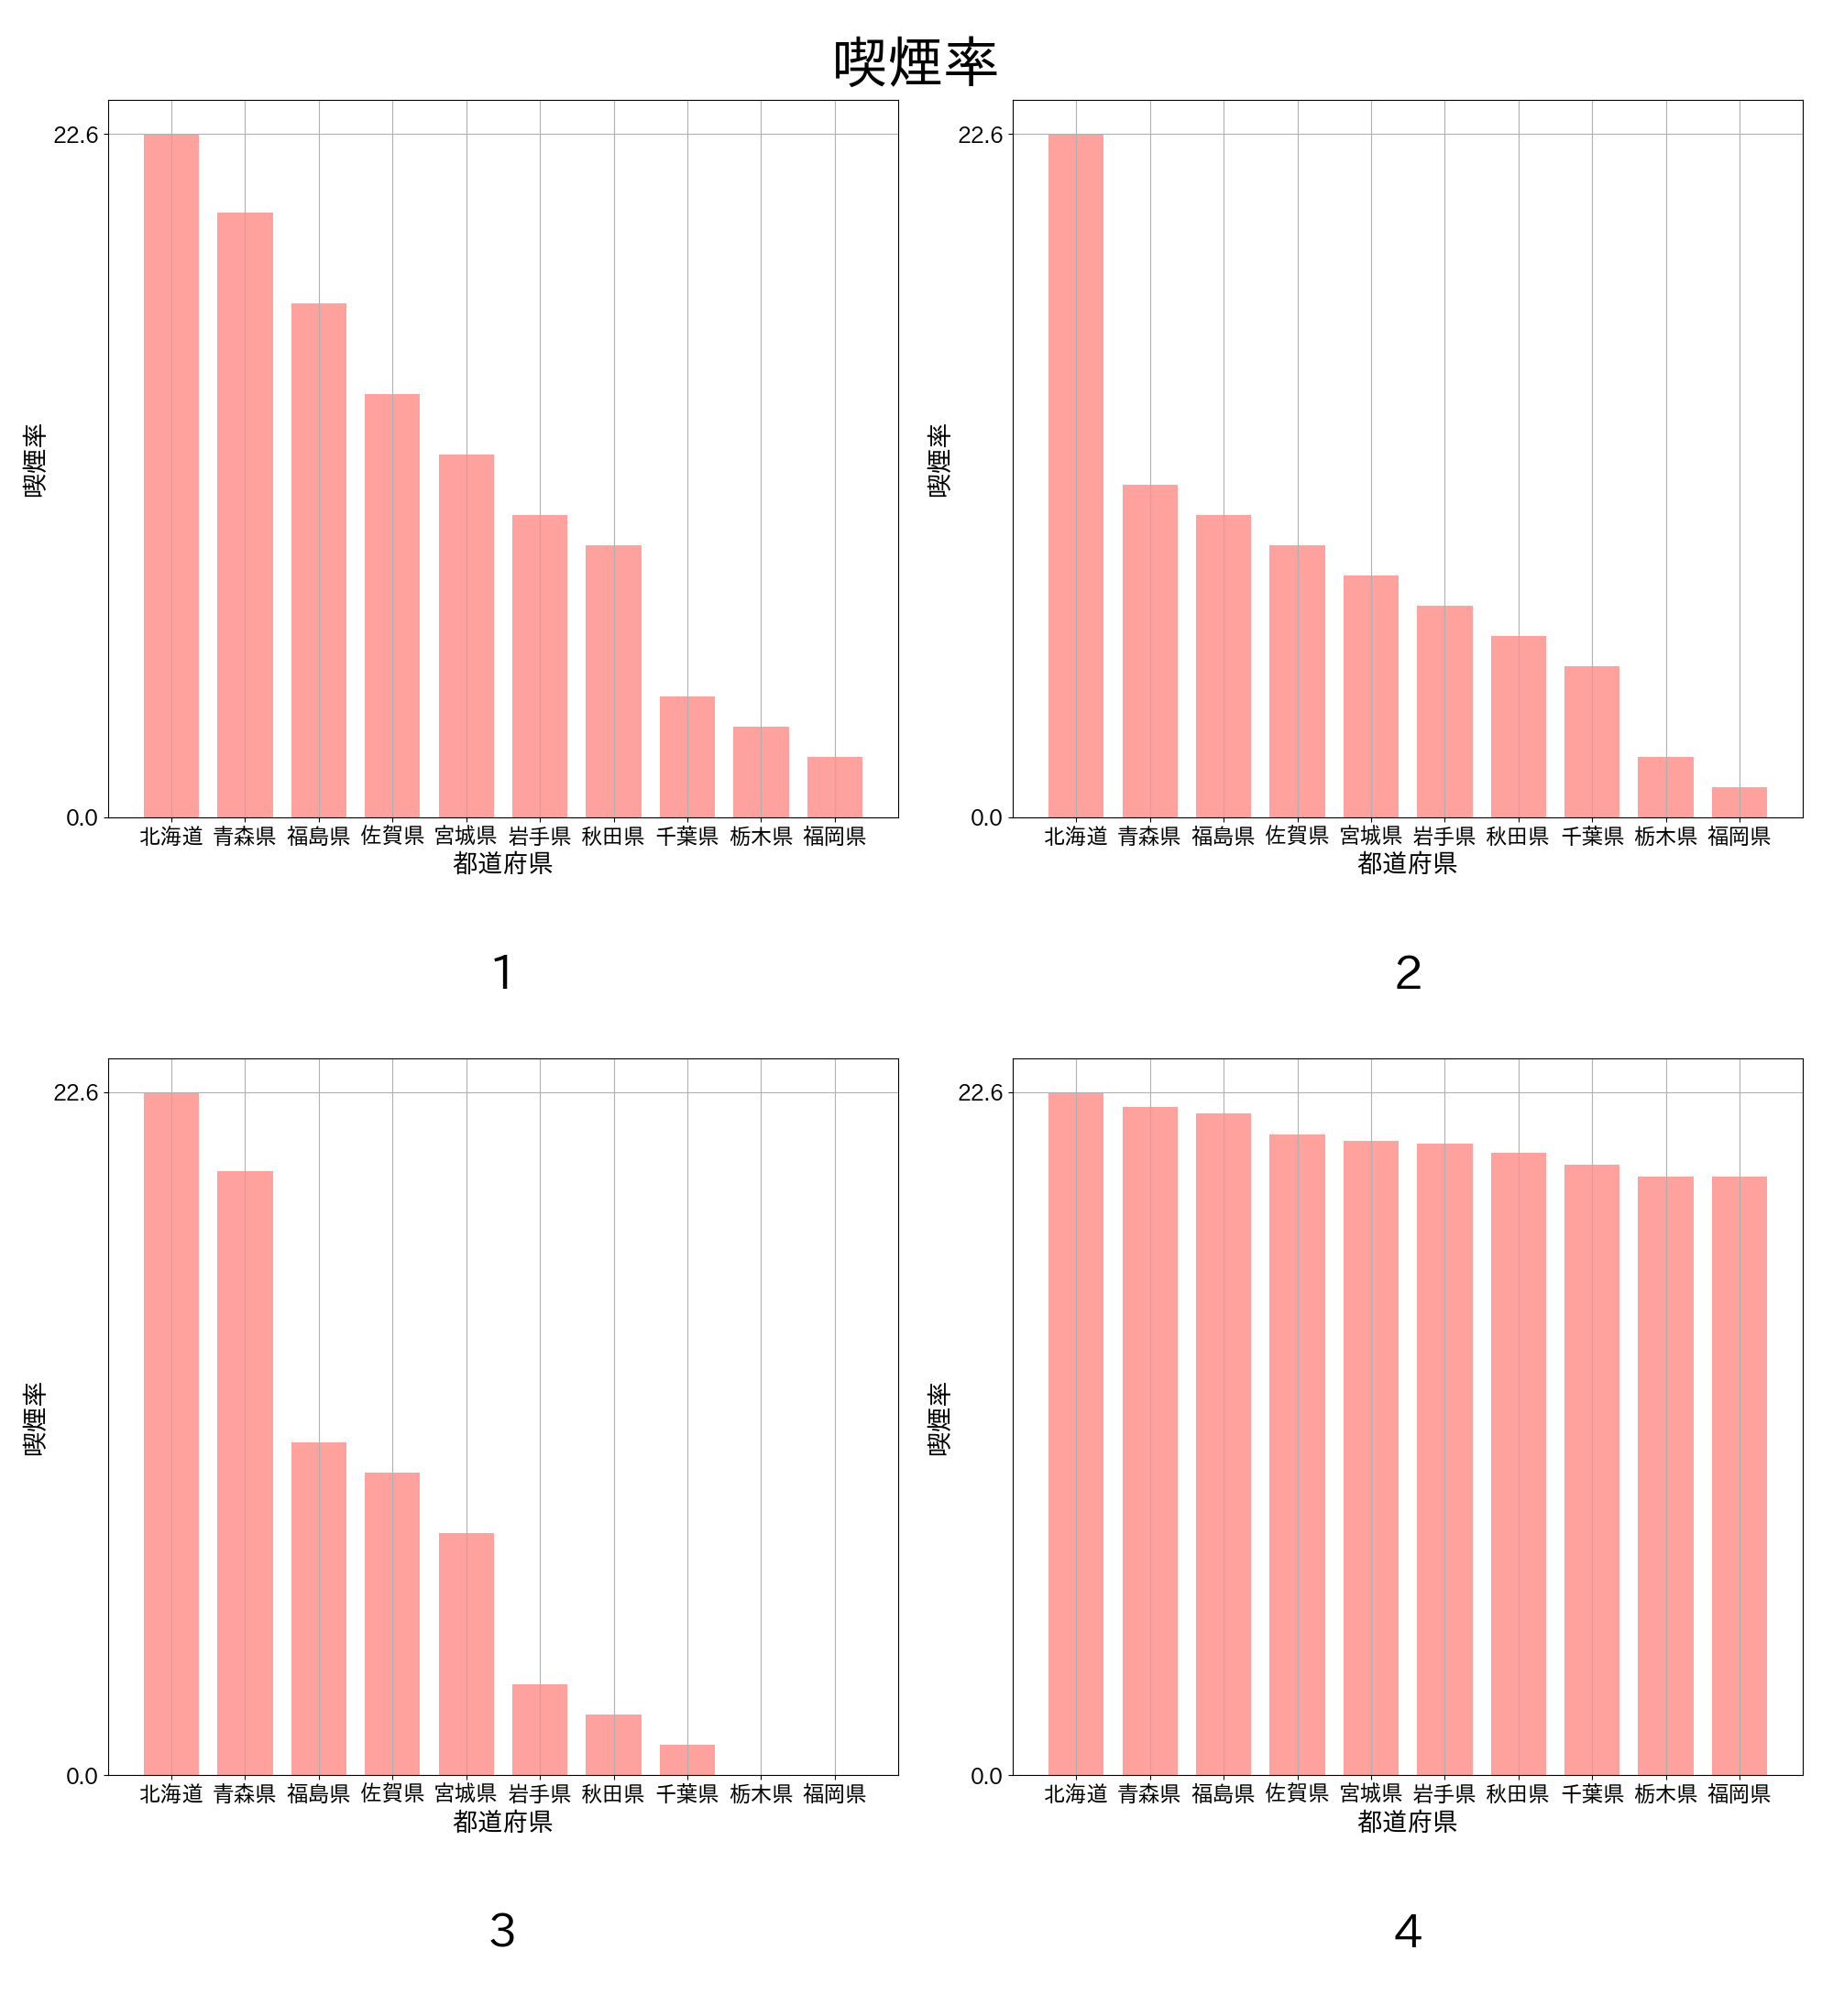 喫煙率
22.6
0.0
喫煙率
北海道 青森県 福島県 佐賀県 宮城県 岩手県 秋田県 千葉県 栃木県 福岡県
都道府県
1
22.6
0.0
喫煙率
北海道 青森県 福島県 佐賀県 宮城県 岩手県 秋田県 千葉県 栃木県 福岡県
都道府県
2
22.6
0.0
喫煙率
北海道 青森県 福島県 佐賀県 宮城県 岩手県 秋田県 千葉県 栃木県 福岡県
都道府県
3
22.6
0.0
喫煙率
北海道 青森県 福島県 佐賀県 宮城県 岩手県 秋田県 千葉県 栃木県 福岡県
都道府県
4